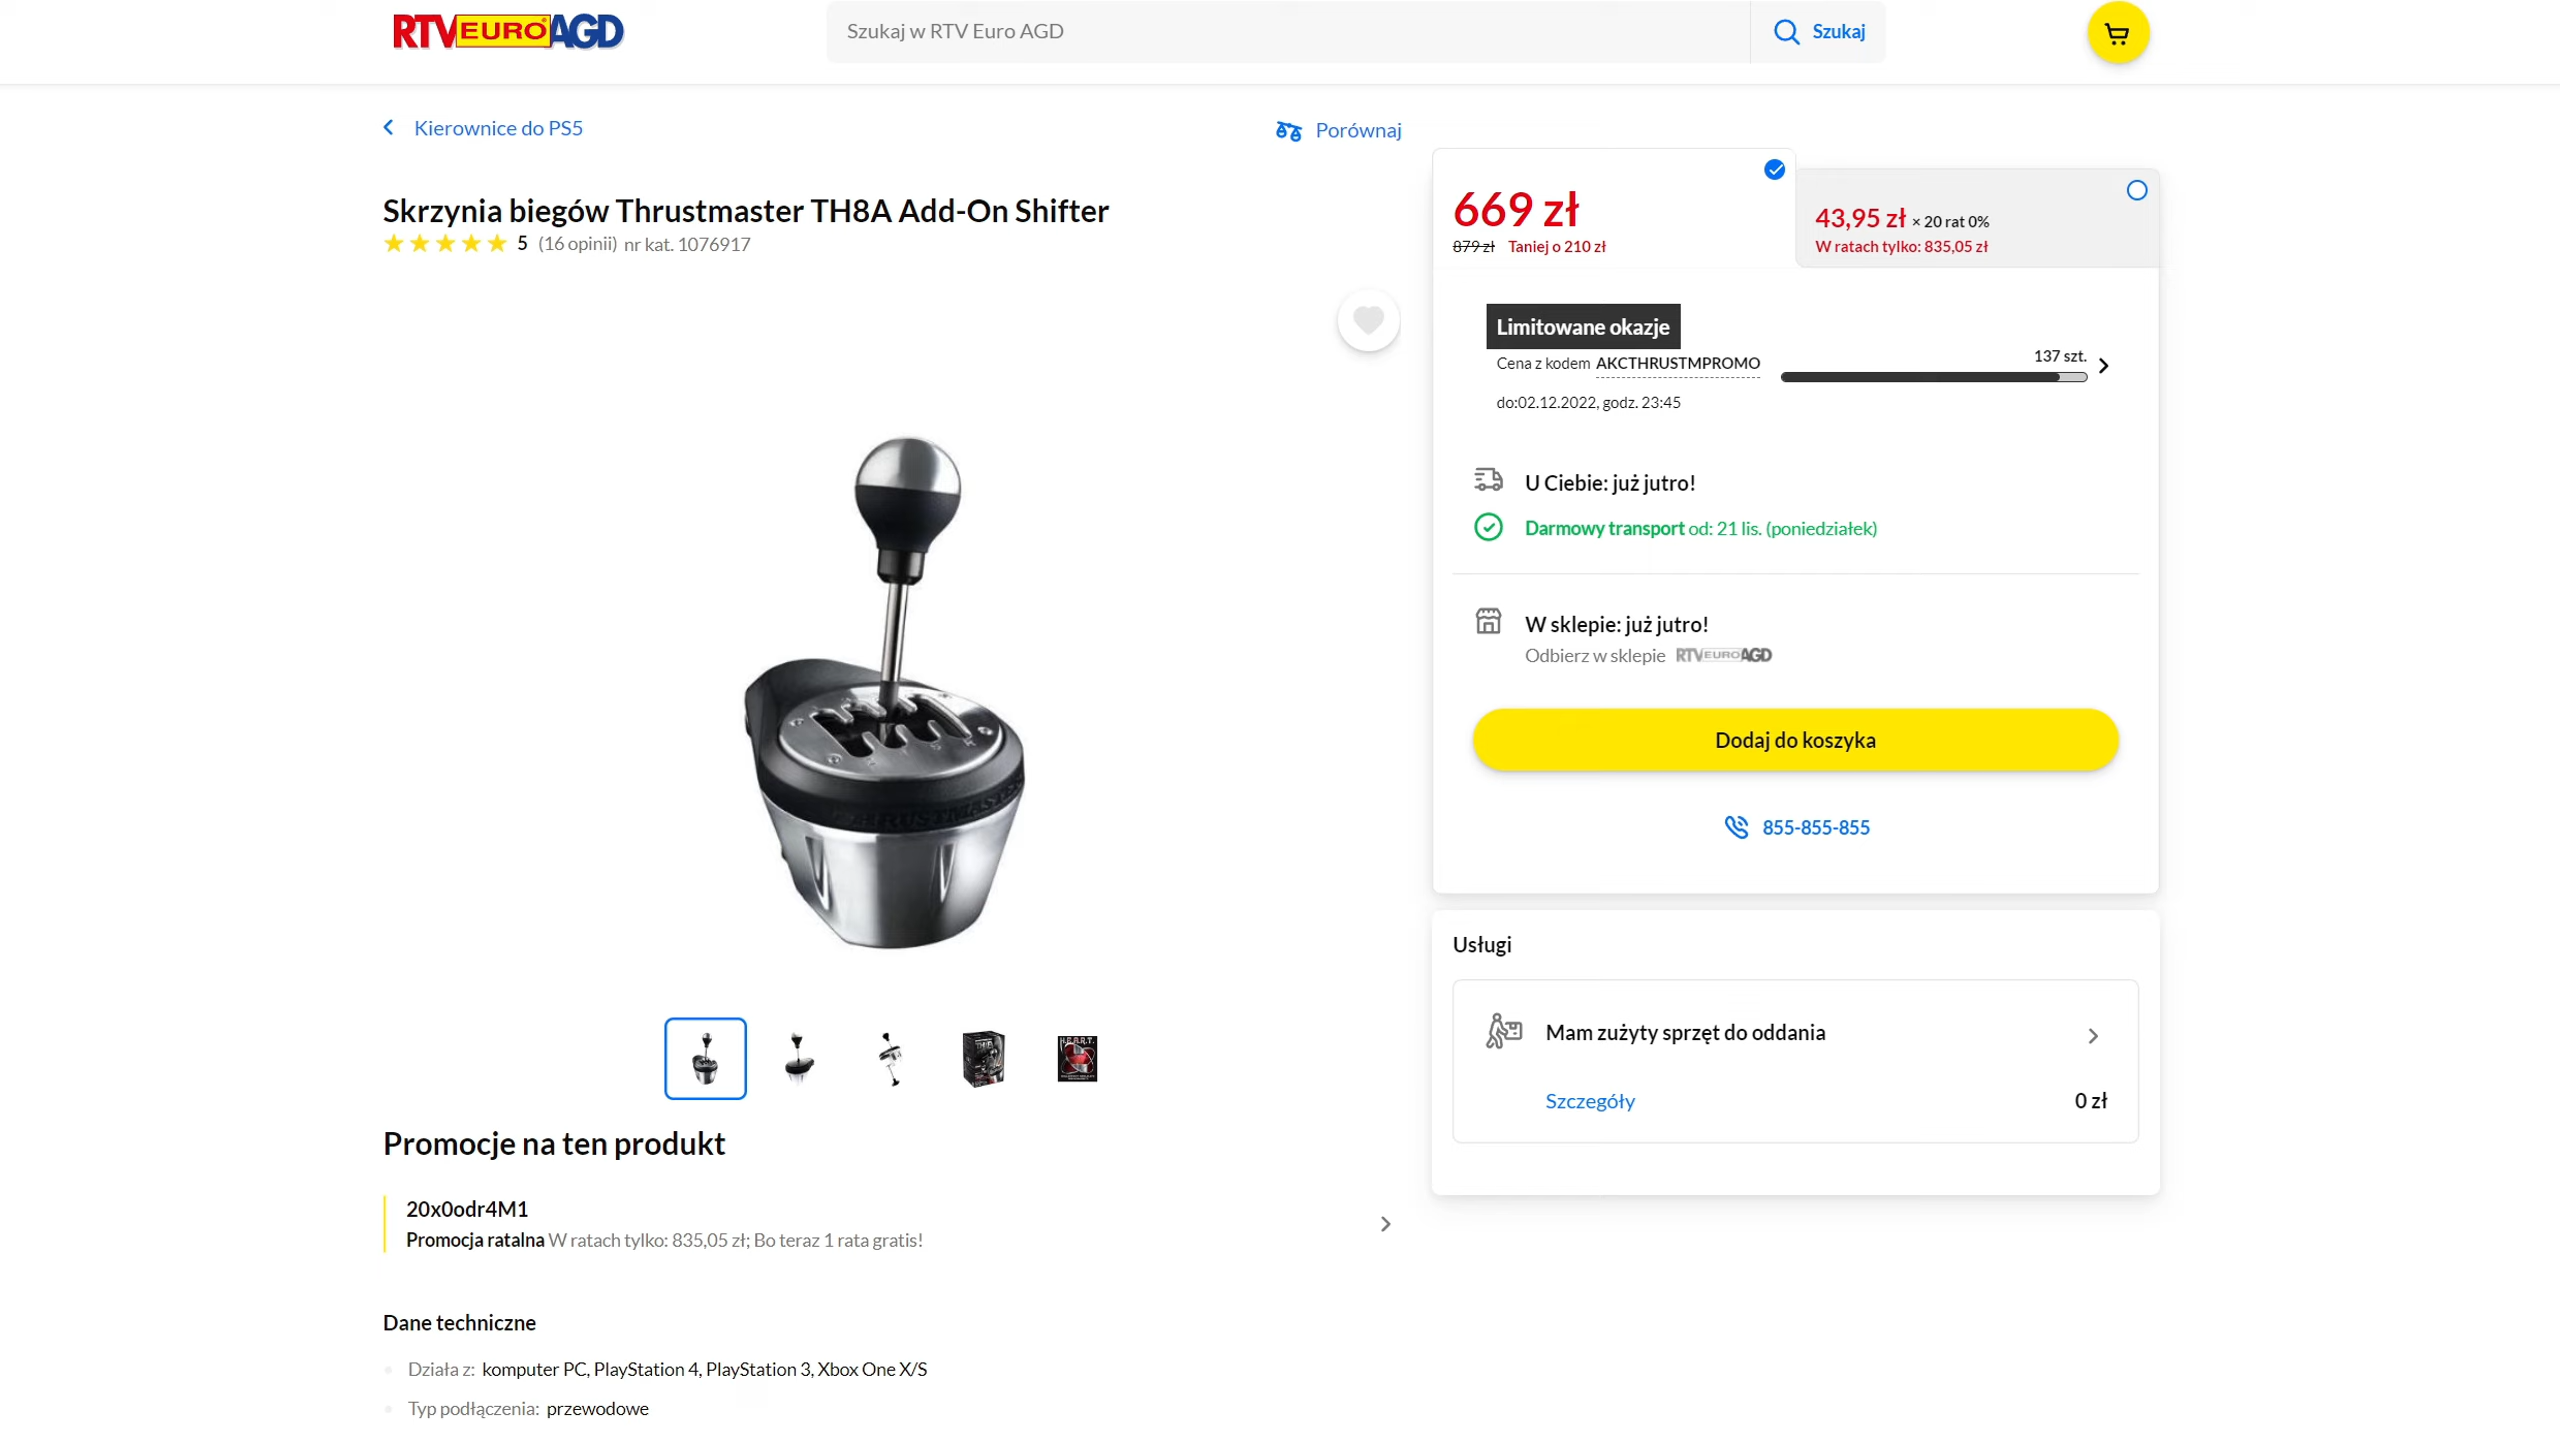 RTV EURO AGD
Szukaj w RTV Euro AGD
Szukaj
Kierownice do PS5
Porównaj
Skrzynia biegów Thrustmaster TH8A Add-On Shifter
5 (16 opinii) nr kat. 1076917
669 zł
879 zł Taniej o 210 zł
43,95 zł × 20 rat 0%
W ratach tylko: 835,05 zł
Limitowane okazje
Cena z kodem AKCTHRUSTMPROMO
137 szt.
do:02.12.2022, godz. 23:45
U Ciebie: już jutro!
Darmowy transport od: 21 lis. (poniedziałek)
W sklepie: już jutro!
Odbierz w sklepie RTV EURO AGD
Dodaj do koszyka
855-855-855
THRUSTMASTER
Usługi
Mam zużyty sprzęt do oddania
Szczegóły
0 zł
H.E.A.R.T.
Promocje na ten produkt
20x0odr4M1
Promocja ratalna W ratach tylko: 835,05 zł; Bo teraz 1 rata gratis!
Dane techniczne
Działa z: komputer PC, PlayStation 4, PlayStation 3, Xbox One X/S
Typ podłączenia: przewodowe